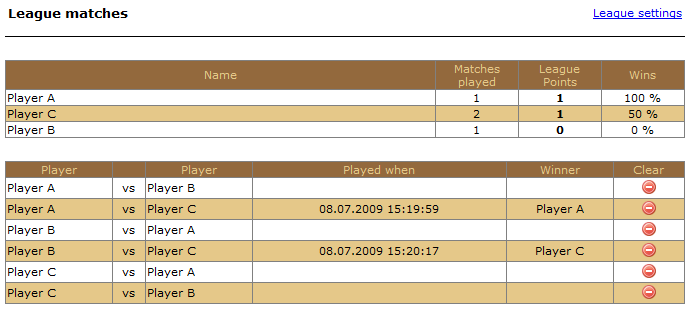 League matches League settings
Name Matches played League Points Wins
Player A 1 1 100 %
Player C 2 1 50 %
Player B 1 0 0 %
Player Player Played when Winner Clear
Player A vs Player B
Player A vs Player C 08.07.2009 15:19:59 Player A
Player B vs Player A
Player B vs Player C 08.07.2009 15:20:17 Player C
Player C vs Player A
Player C vs Player B